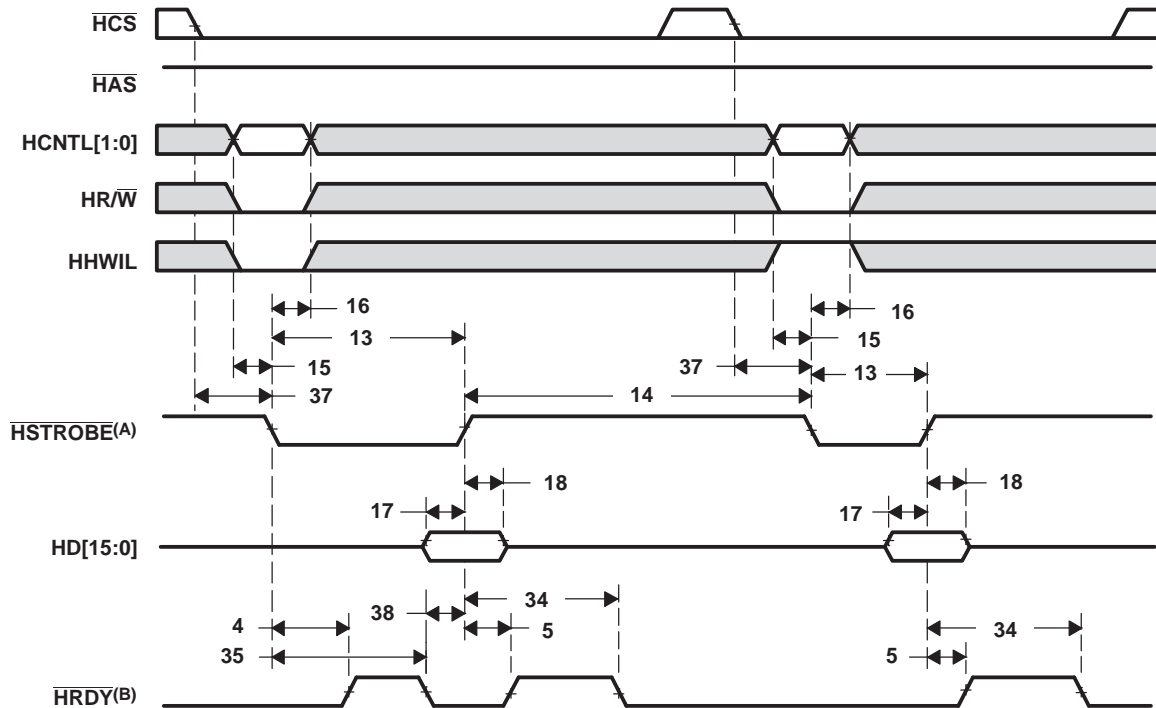 HCS
HAS
HCNTL[1:0]
HR/W
HHWIL
16
16
13
15
15
37
13
37
14
HSTROBE(A)
18
18
17
17
HD[15:0]
38
34
4
5
34
35
5
HRDY(B)